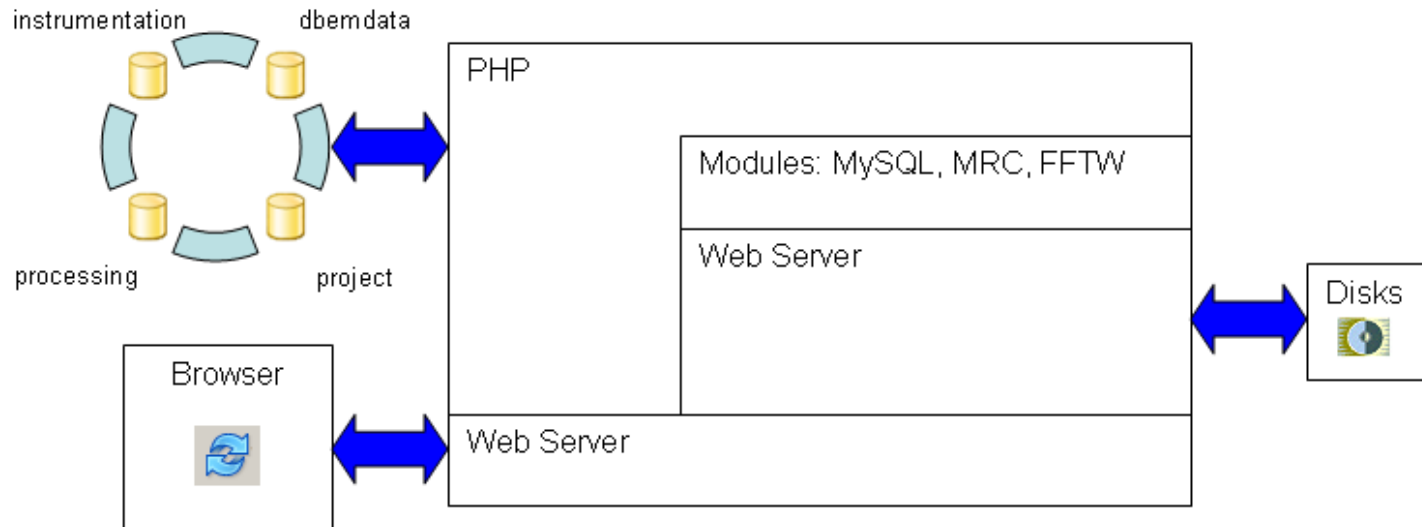 instrumentation
dbemdata
processing
project
PHP
Modules: MySQL, MRC, FFTW
Web Server
Disks
Browser
Web Server